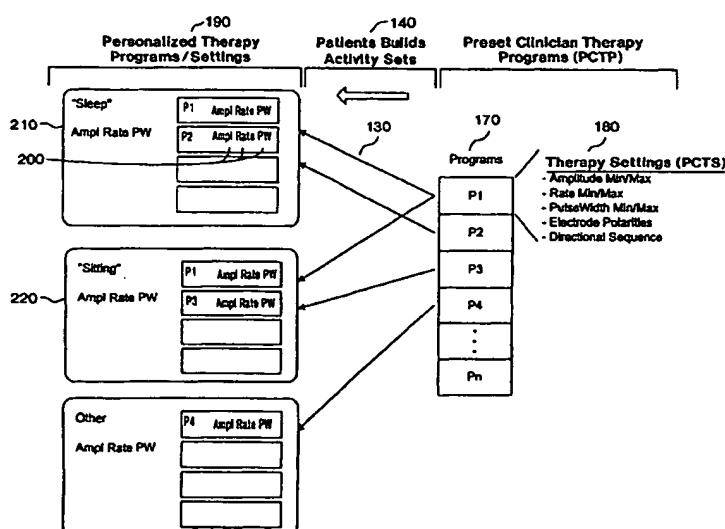 190
140
Personalized Therapy
Programs/Settings
Patients Builds
Activity Sets
Preset Clinician Therapy
Programs (PCTP)
210
"Sleep"
Ampl Rate PW
200
P1 Ampl Rate PW
P2 Ampl Rate PW
130
170
Programs
180
Therapy Settings (PCTS)
- Amplitude Min/Max
- Rate Min/Max
- PulseWidth Min/Max
- Electrode Polarities
- Directional Sequence
P1
P2
P3
P4
Pn
220
"Sitting"
Ampl Rate PW
P1 Ampl Rate PW
P3 Ampl Rate PW
Other
Ampl Rate PW
P4 Ampl Rate PW